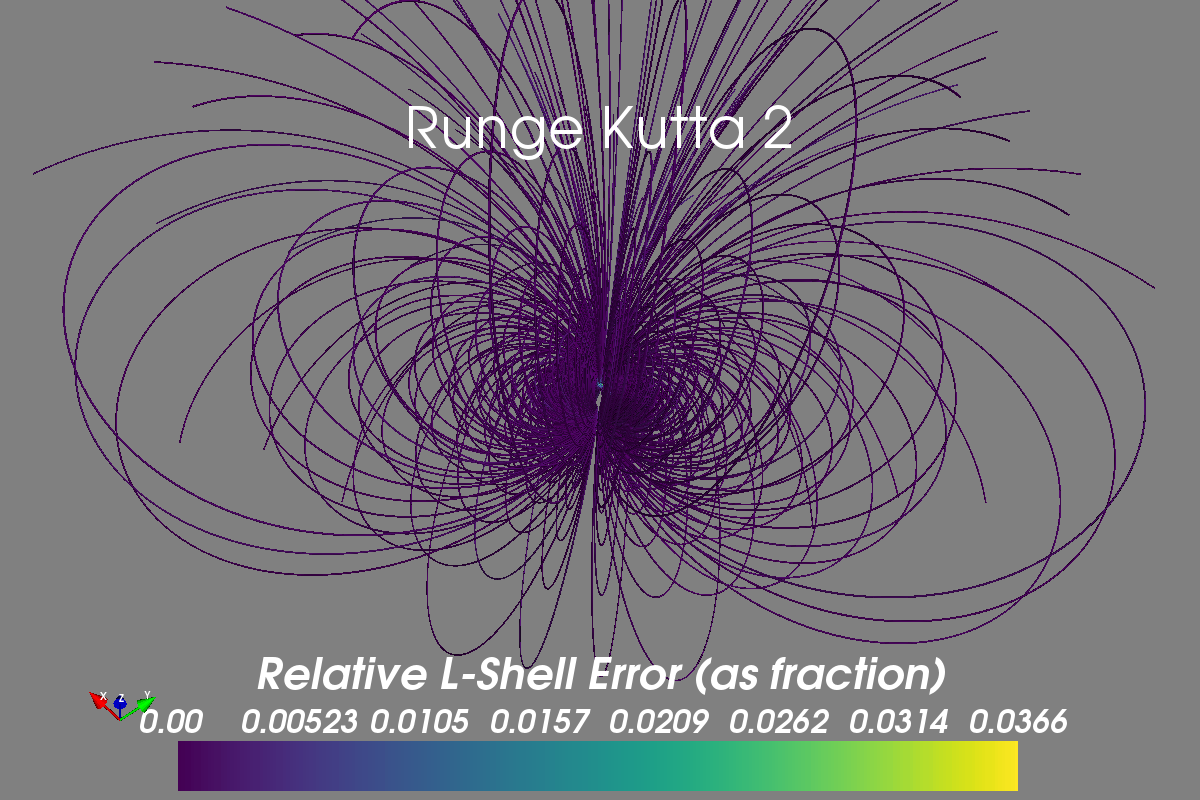 Runge Kutta 2
Relative L-Shell Error (as fraction)
X Z Y
0.00 0.00523 0.0105 0.0157 0.0209 0.0262 0.0314 0.0366